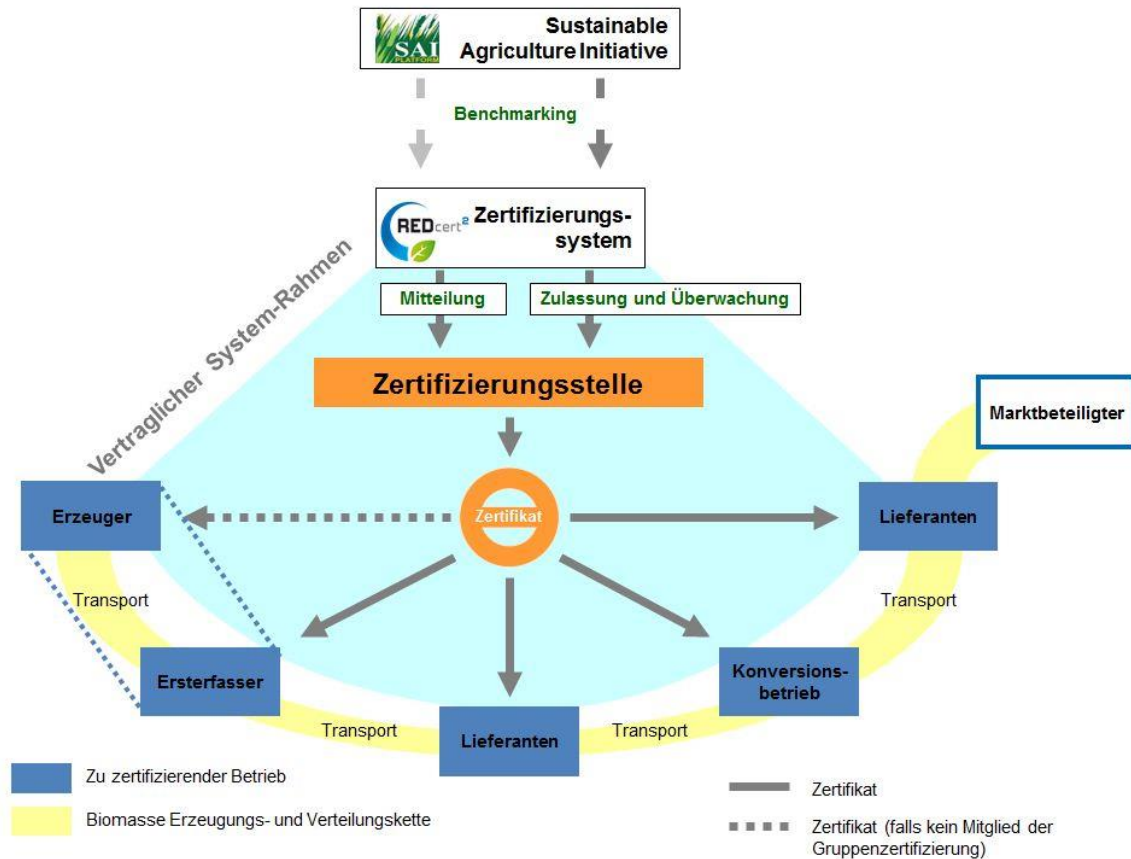 SAI
PLATFORM
Sustainable
Agriculture Initiative
Benchmarking
REDcert²
Zertifizierungs-
system
Vertraglicher System-Rahmen
Mitteilung
Zulassung und Überwachung
Zertifizierungsstelle
Marktbeteiligter
Erzeuger
Zertifikat
Lieferanten
Transport
Transport
Ersterfasser
Konversions-
betrieb
Transport
Lieferanten
Transport
Zu zertifizierender Betrieb
Biomasse Erzeugungs- und Verteilungskette
Zertifikat
Zertifikat (falls kein Mitglied der
Gruppenzertifizierung)